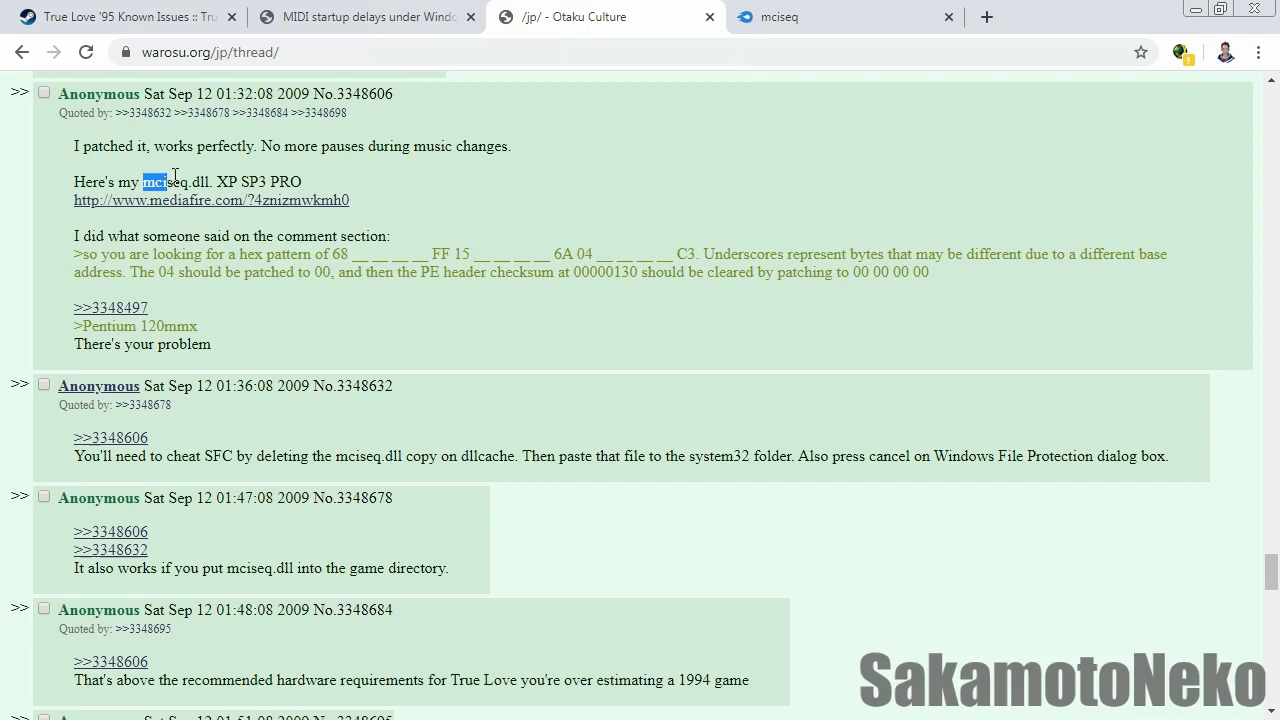 True Love '95 Known Issues :: Tru
MIDI startup delays under Windo
/jp/ - Otaku Culture
mciseq
warosu.org/jp/thread/
>> Anonymous Sat Sep 12 01:32:08 2009 No.3348606
Quoted by: >>3348632 >>3348678 >>3348684 >>3348698
I patched it, works perfectly. No more pauses during music changes.
Here's my mciseq.dll. XP SP3 PRO
http://www.mediafire.com/?4znizmwkmh0
I did what someone said on the comment section:
>so you are looking for a hex pattern of 68 __ __ __ __ FF 15 __ __ __ __ 6A 04 __ __ __ __ C3. Underscores represent bytes that may be different due to a different base
address. The 04 should be patched to 00, and then the PE header checksum at 00000130 should be cleared by patching to 00 00 00 00
>>3348497
>Pentium 120mmx
There's your problem
>> Anonymous Sat Sep 12 01:36:08 2009 No.3348632
Quoted by: >>3348678
>>3348606
You'll need to cheat SFC by deleting the mciseq.dll copy on dllcache. Then paste that file to the system32 folder. Also press cancel on Windows File Protection dialog box.
>> Anonymous Sat Sep 12 01:47:08 2009 No.3348678
>>3348606
>>3348632
It also works if you put mciseq.dll into the game directory.
>> Anonymous Sat Sep 12 01:48:08 2009 No.3348684
Quoted by: >>3348695
>>3348606
That's above the recommended hardware requirements for True Love you're over estimating a 1994 game
>> Anonymous Sat Sep 12 01:51:08 2009 No.3348695
SakamotoNeko